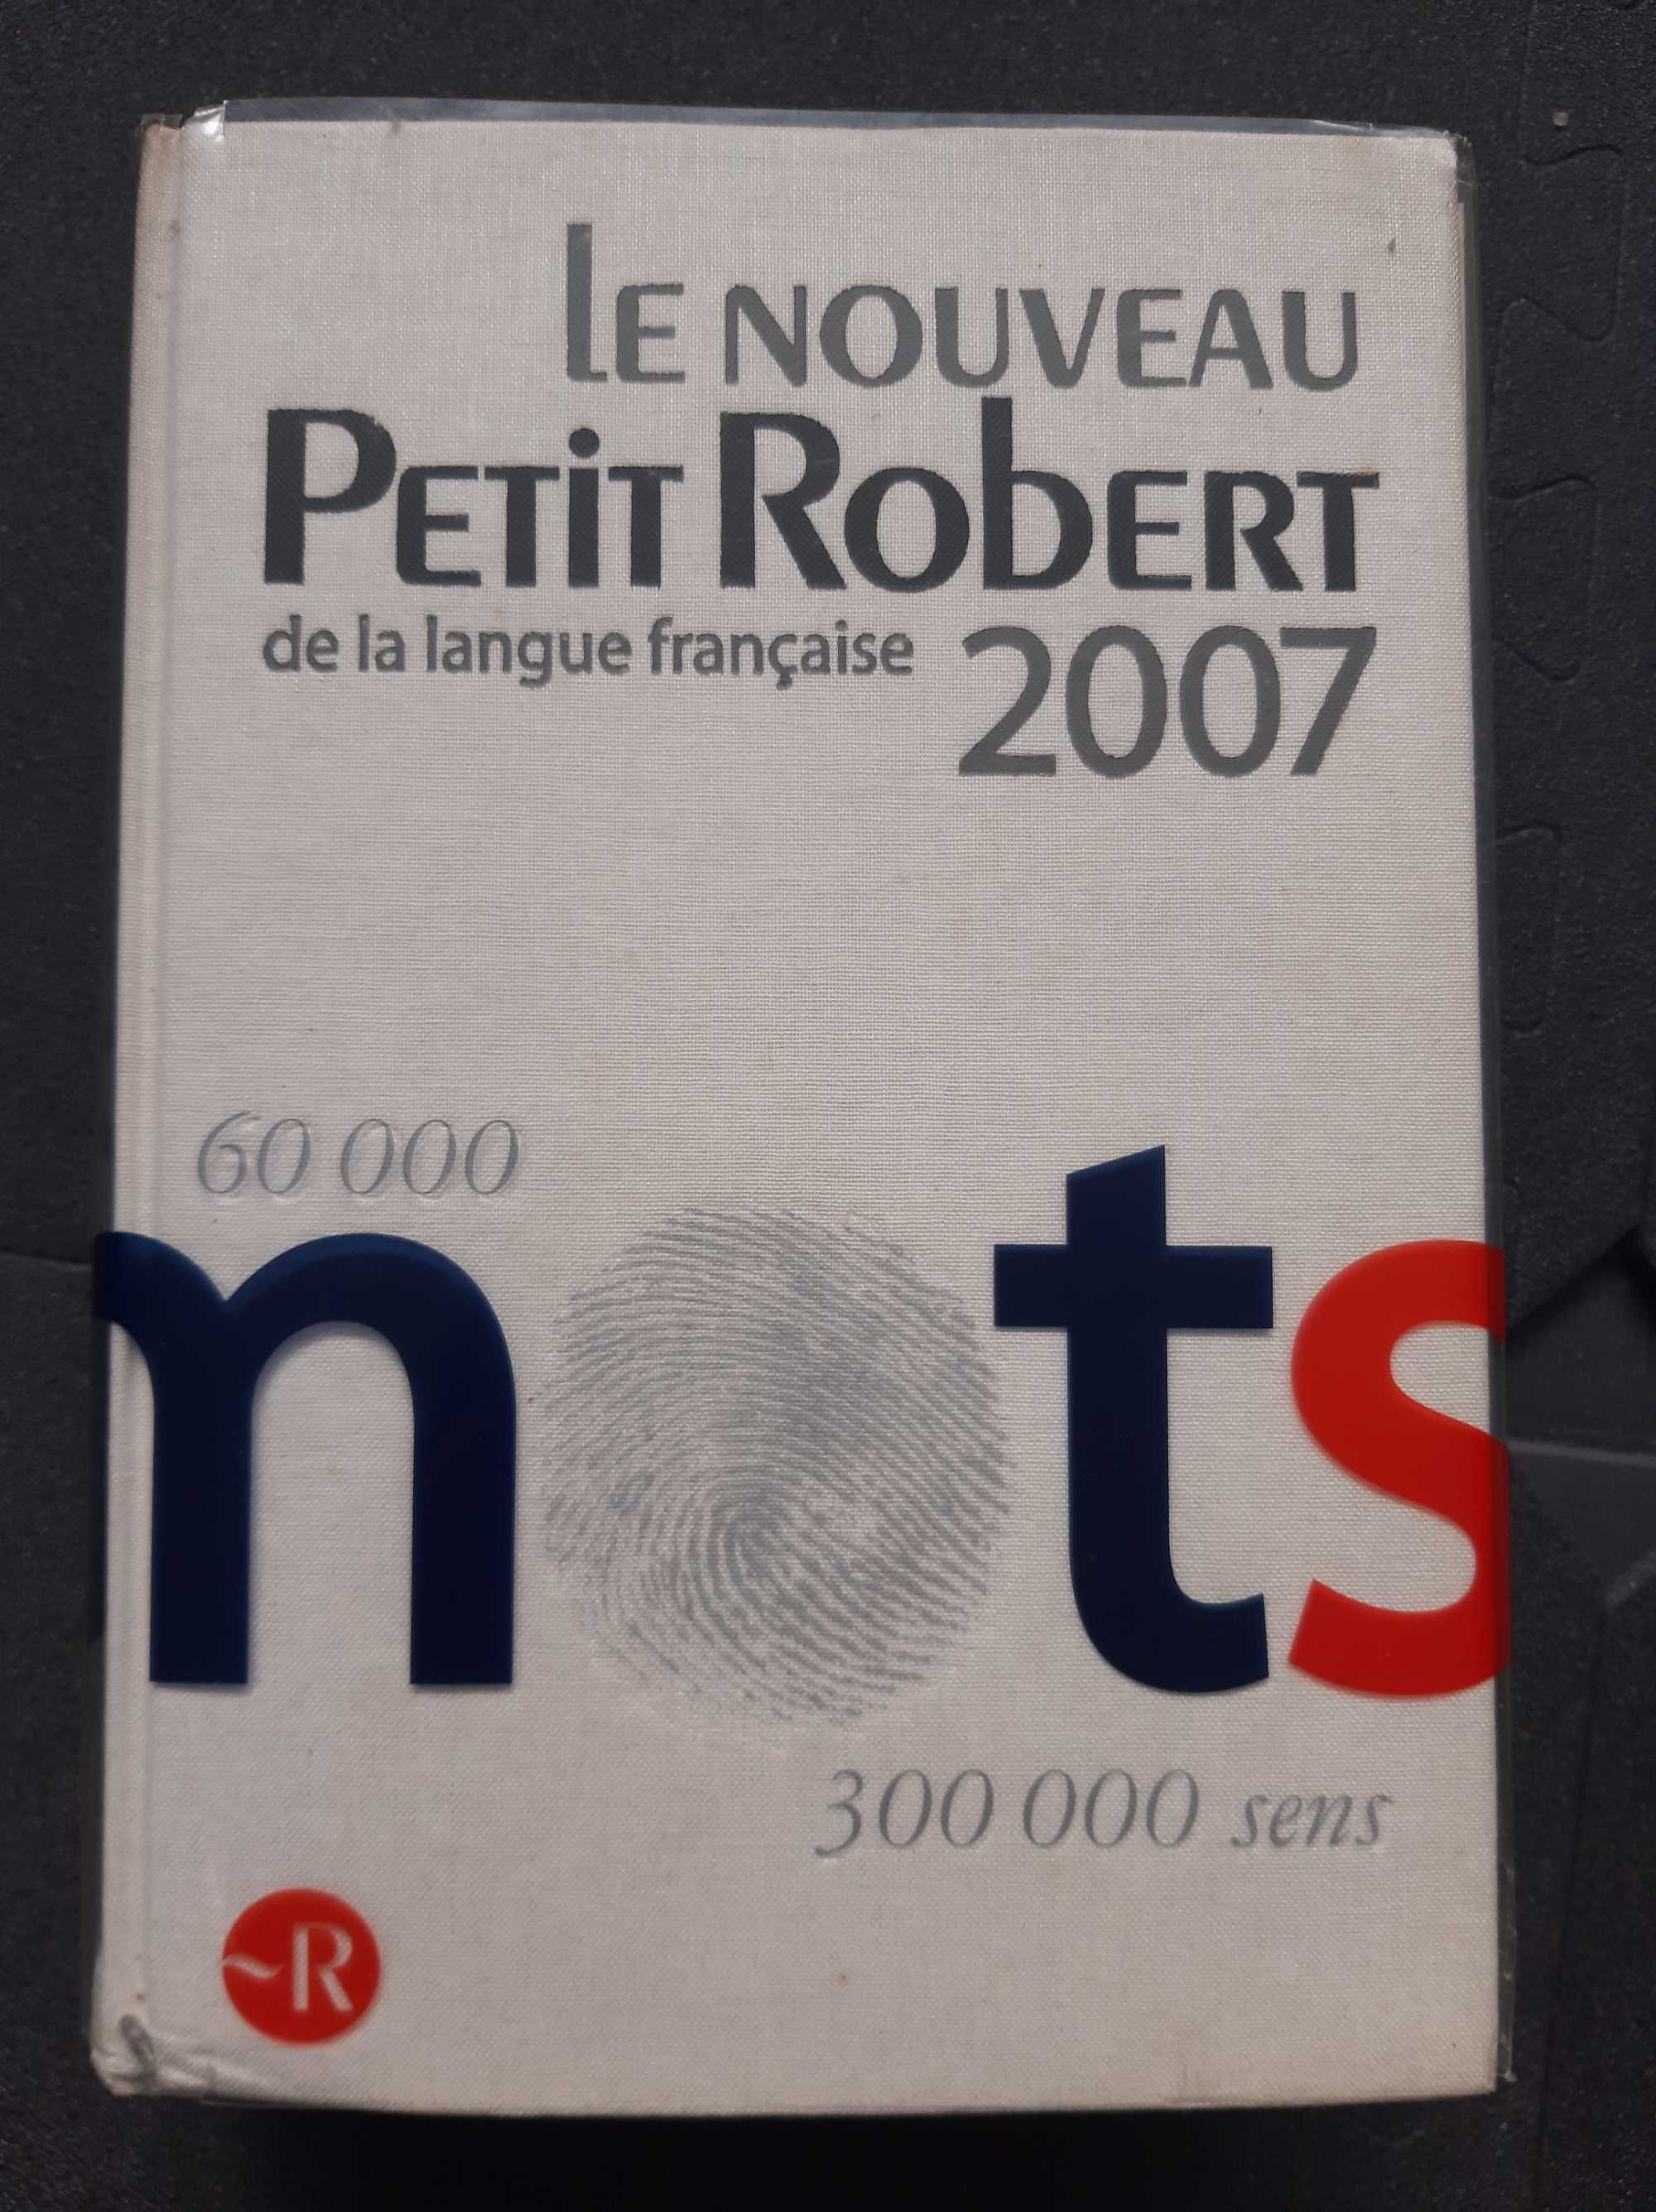 LE NOUVEAU
PETIT ROBERT
de la langue française 2007
60 000
mots
300 000 sens
R